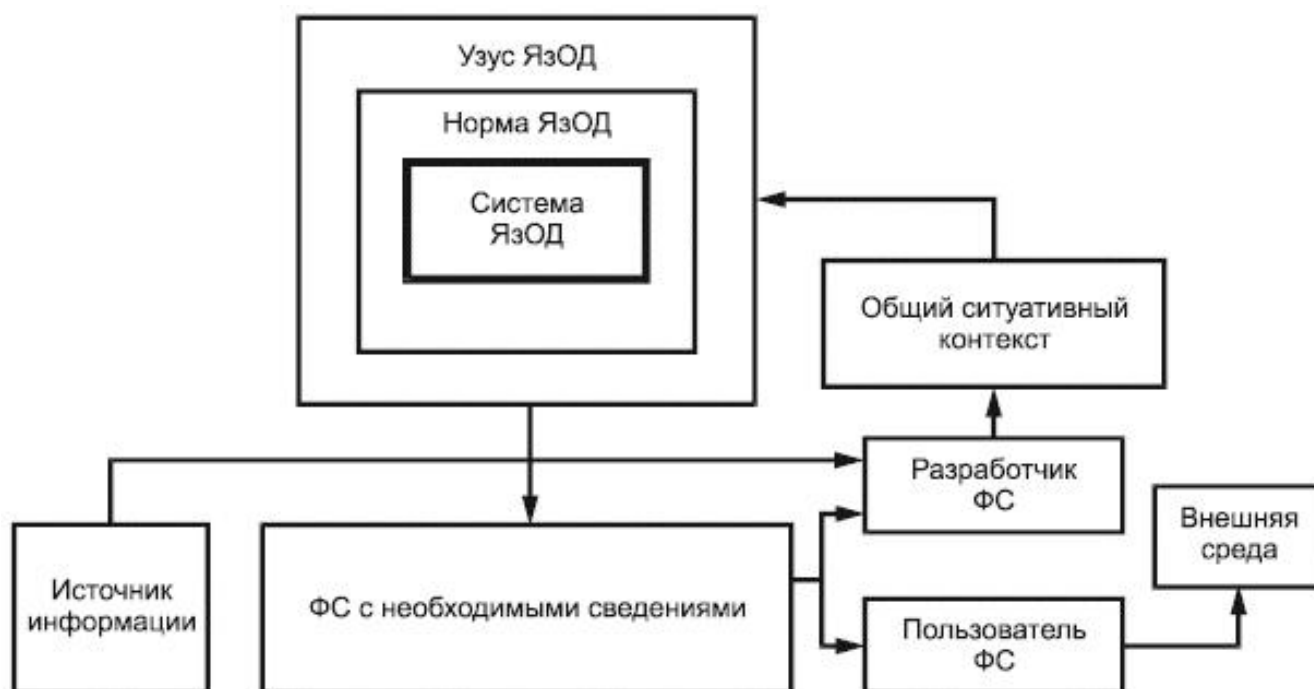 Узус ЯзОД
Норма ЯзОД
Система
ЯзОД
Общий ситуативный
контекст
Разработчик
ФС
Внешняя
среда
Источник
информации
ФС с необходимыми сведениями
Пользователь
ФС